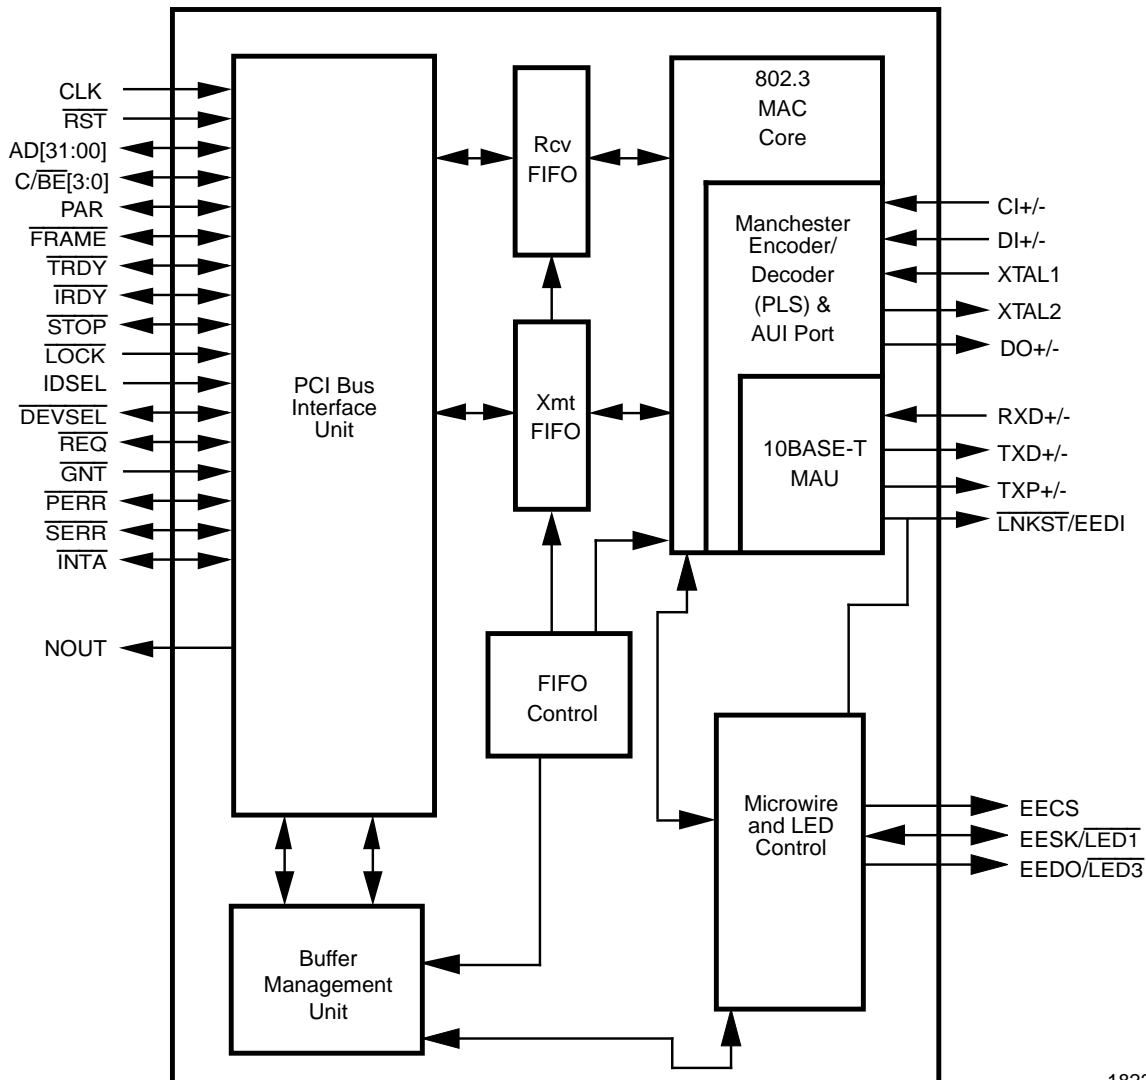 CLK
RST
AD[31:00]
C/BE[3:0]
PAR
FRAME
TRDY
IRDY
STOP
LOCK
IDSEL
DEVSEL
REQ
GNT
PERR
SERR
INTA
NOUT
PCI Bus
Interface
Unit
Rcv
FIFO
Xmt
FIFO
FIFO
Control
Buffer
Management
Unit
802.3
MAC
Core
Manchester
Encoder/
Decoder
(PLS) &
AUI Port
10BASE-T
MAU
Microwire
and LED
Control
CI+/-
DI+/-
XTAL1
XTAL2
DO+/-
RXD+/-
TXD+/-
TXP+/-
LNKST/EEDI
EECS
EESK/LED1
EEDO/LED3